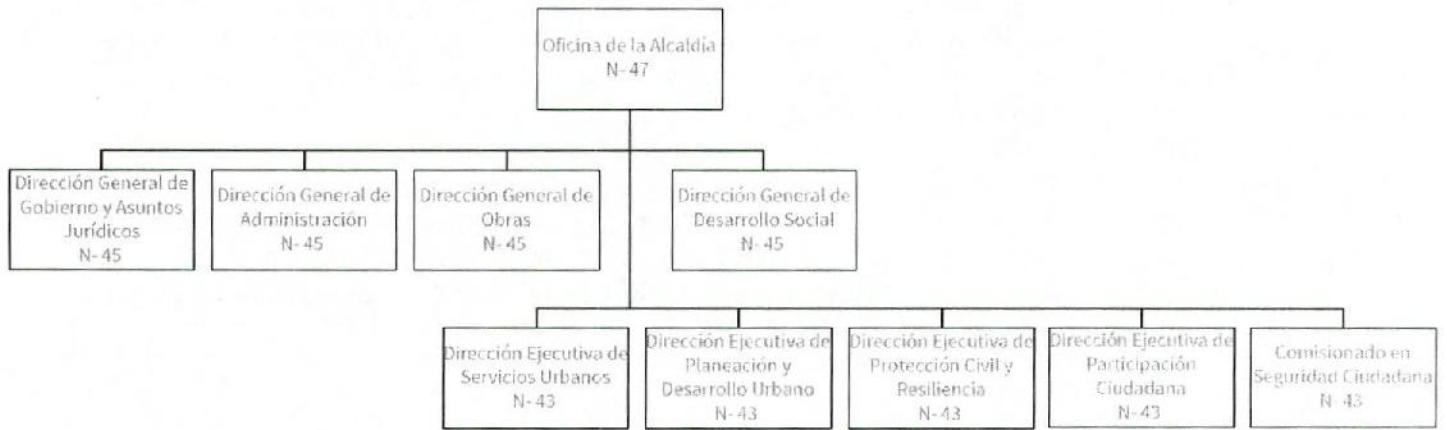 Oficina de la Alcaldía
N- 47
Dirección General de
Gobierno y Asuntos
Jurídicos
N- 45
Dirección General de
Administración
N- 45
Dirección General de
Obras
N- 45
Dirección General de
Desarrollo Social
N- 45
Dirección Ejecutiva de
Servicios Urbanos
N- 43
Dirección Ejecutiva de
Planeación y
Desarrollo Urbano
N- 43
Dirección Ejecutiva de
Protección Civil y
Resiliencia
N- 43
Dirección Ejecutiva de
Participación
Ciudadana
N- 43
Comisionado en
Seguridad Ciudadana
N- 43